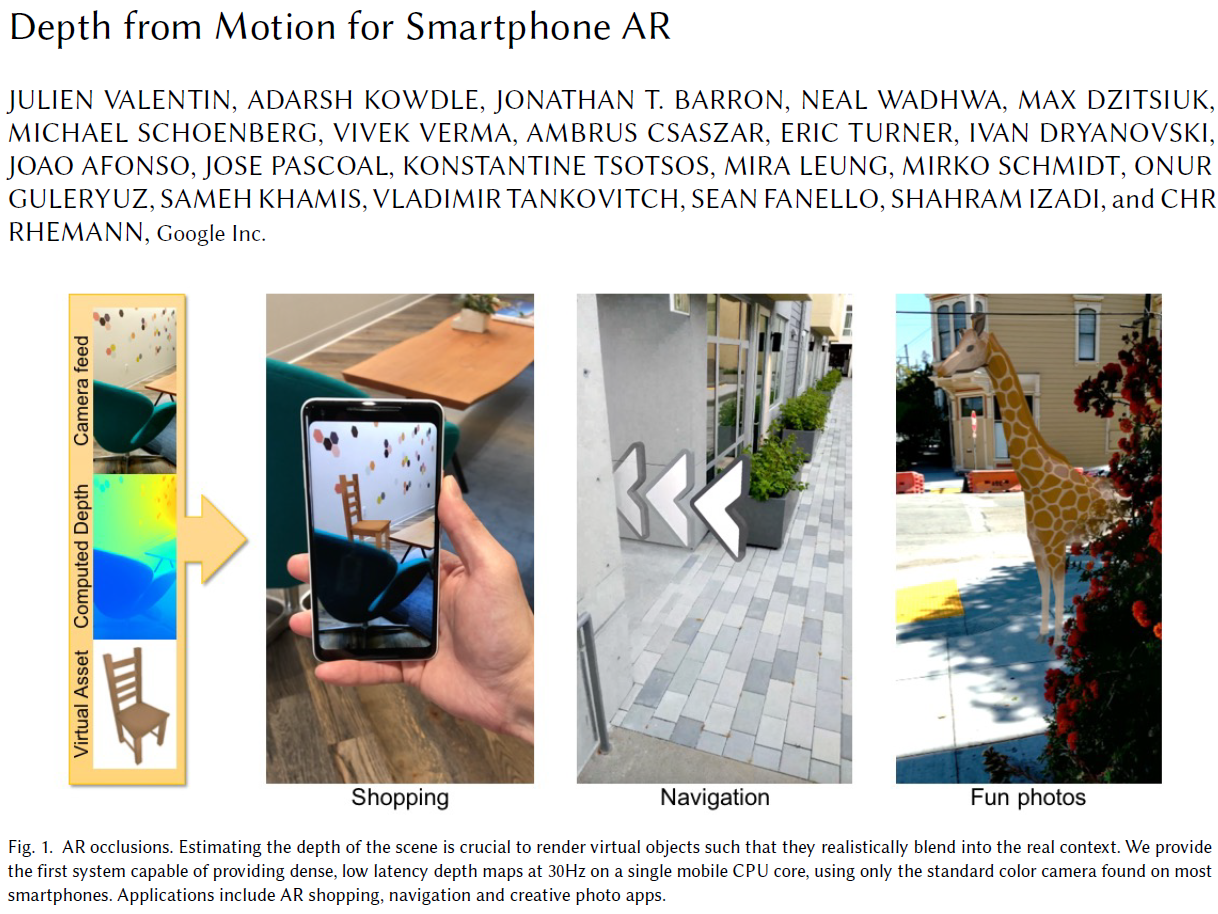 Depth from Motion for Smartphone AR
JULIEN VALENTIN, ADARSH KOWDLE, JONATHAN T. BARRON, NEAL WADHWA, MAX DZITSIUK,
MICHAEL SCHOENBERG, VIVEK VERMA, AMBRUS CSASZAR, ERIC TURNER, IVAN DRYANOVSKI,
JOAO AFONSO, JOSE PASCOAL, KONSTANTINE TSOTSOS, MIRA LEUNG, MIRKO SCHMIDT, ONUR
GULERYUZ, SAMEH KHAMIS, VLADIMIR TANKOVITCH, SEAN FANELLO, SHAHRAM IZADI, and CHR
RHEMANN, Google Inc.
Camera feed
Computed Depth
Virtual Asset
Shopping
Navigation
Fun photos
Fig. 1. AR occlusions. Estimating the depth of the scene is crucial to render virtual objects such that they realistically blend into the real context. We provide
the first system capable of providing dense, low latency depth maps at 30Hz on a single mobile CPU core, using only the standard color camera found on most
smartphones. Applications include AR shopping, navigation and creative photo apps.